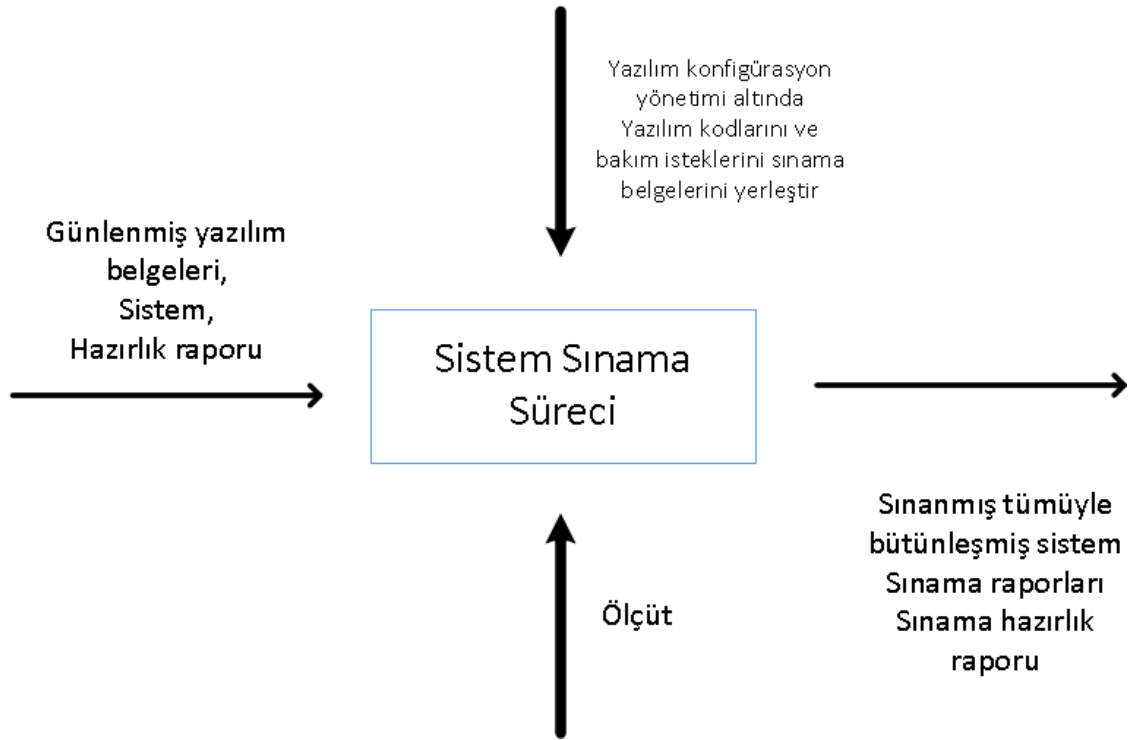 Yazılım konfigürasyon
yönetimi altında
Yazılım kodlarını ve
bakım isteklerini sınama
belgelerini yerleştir
Günlenmiş yazılım
belgeleri,
Sistem,
Hazırlık raporu
Sistem Sınama
Süreci
Sınanmış tümüyle
bütünleşmiş sistem
Sınama raporları
Sınama hazırlık
raporu
Ölçüt